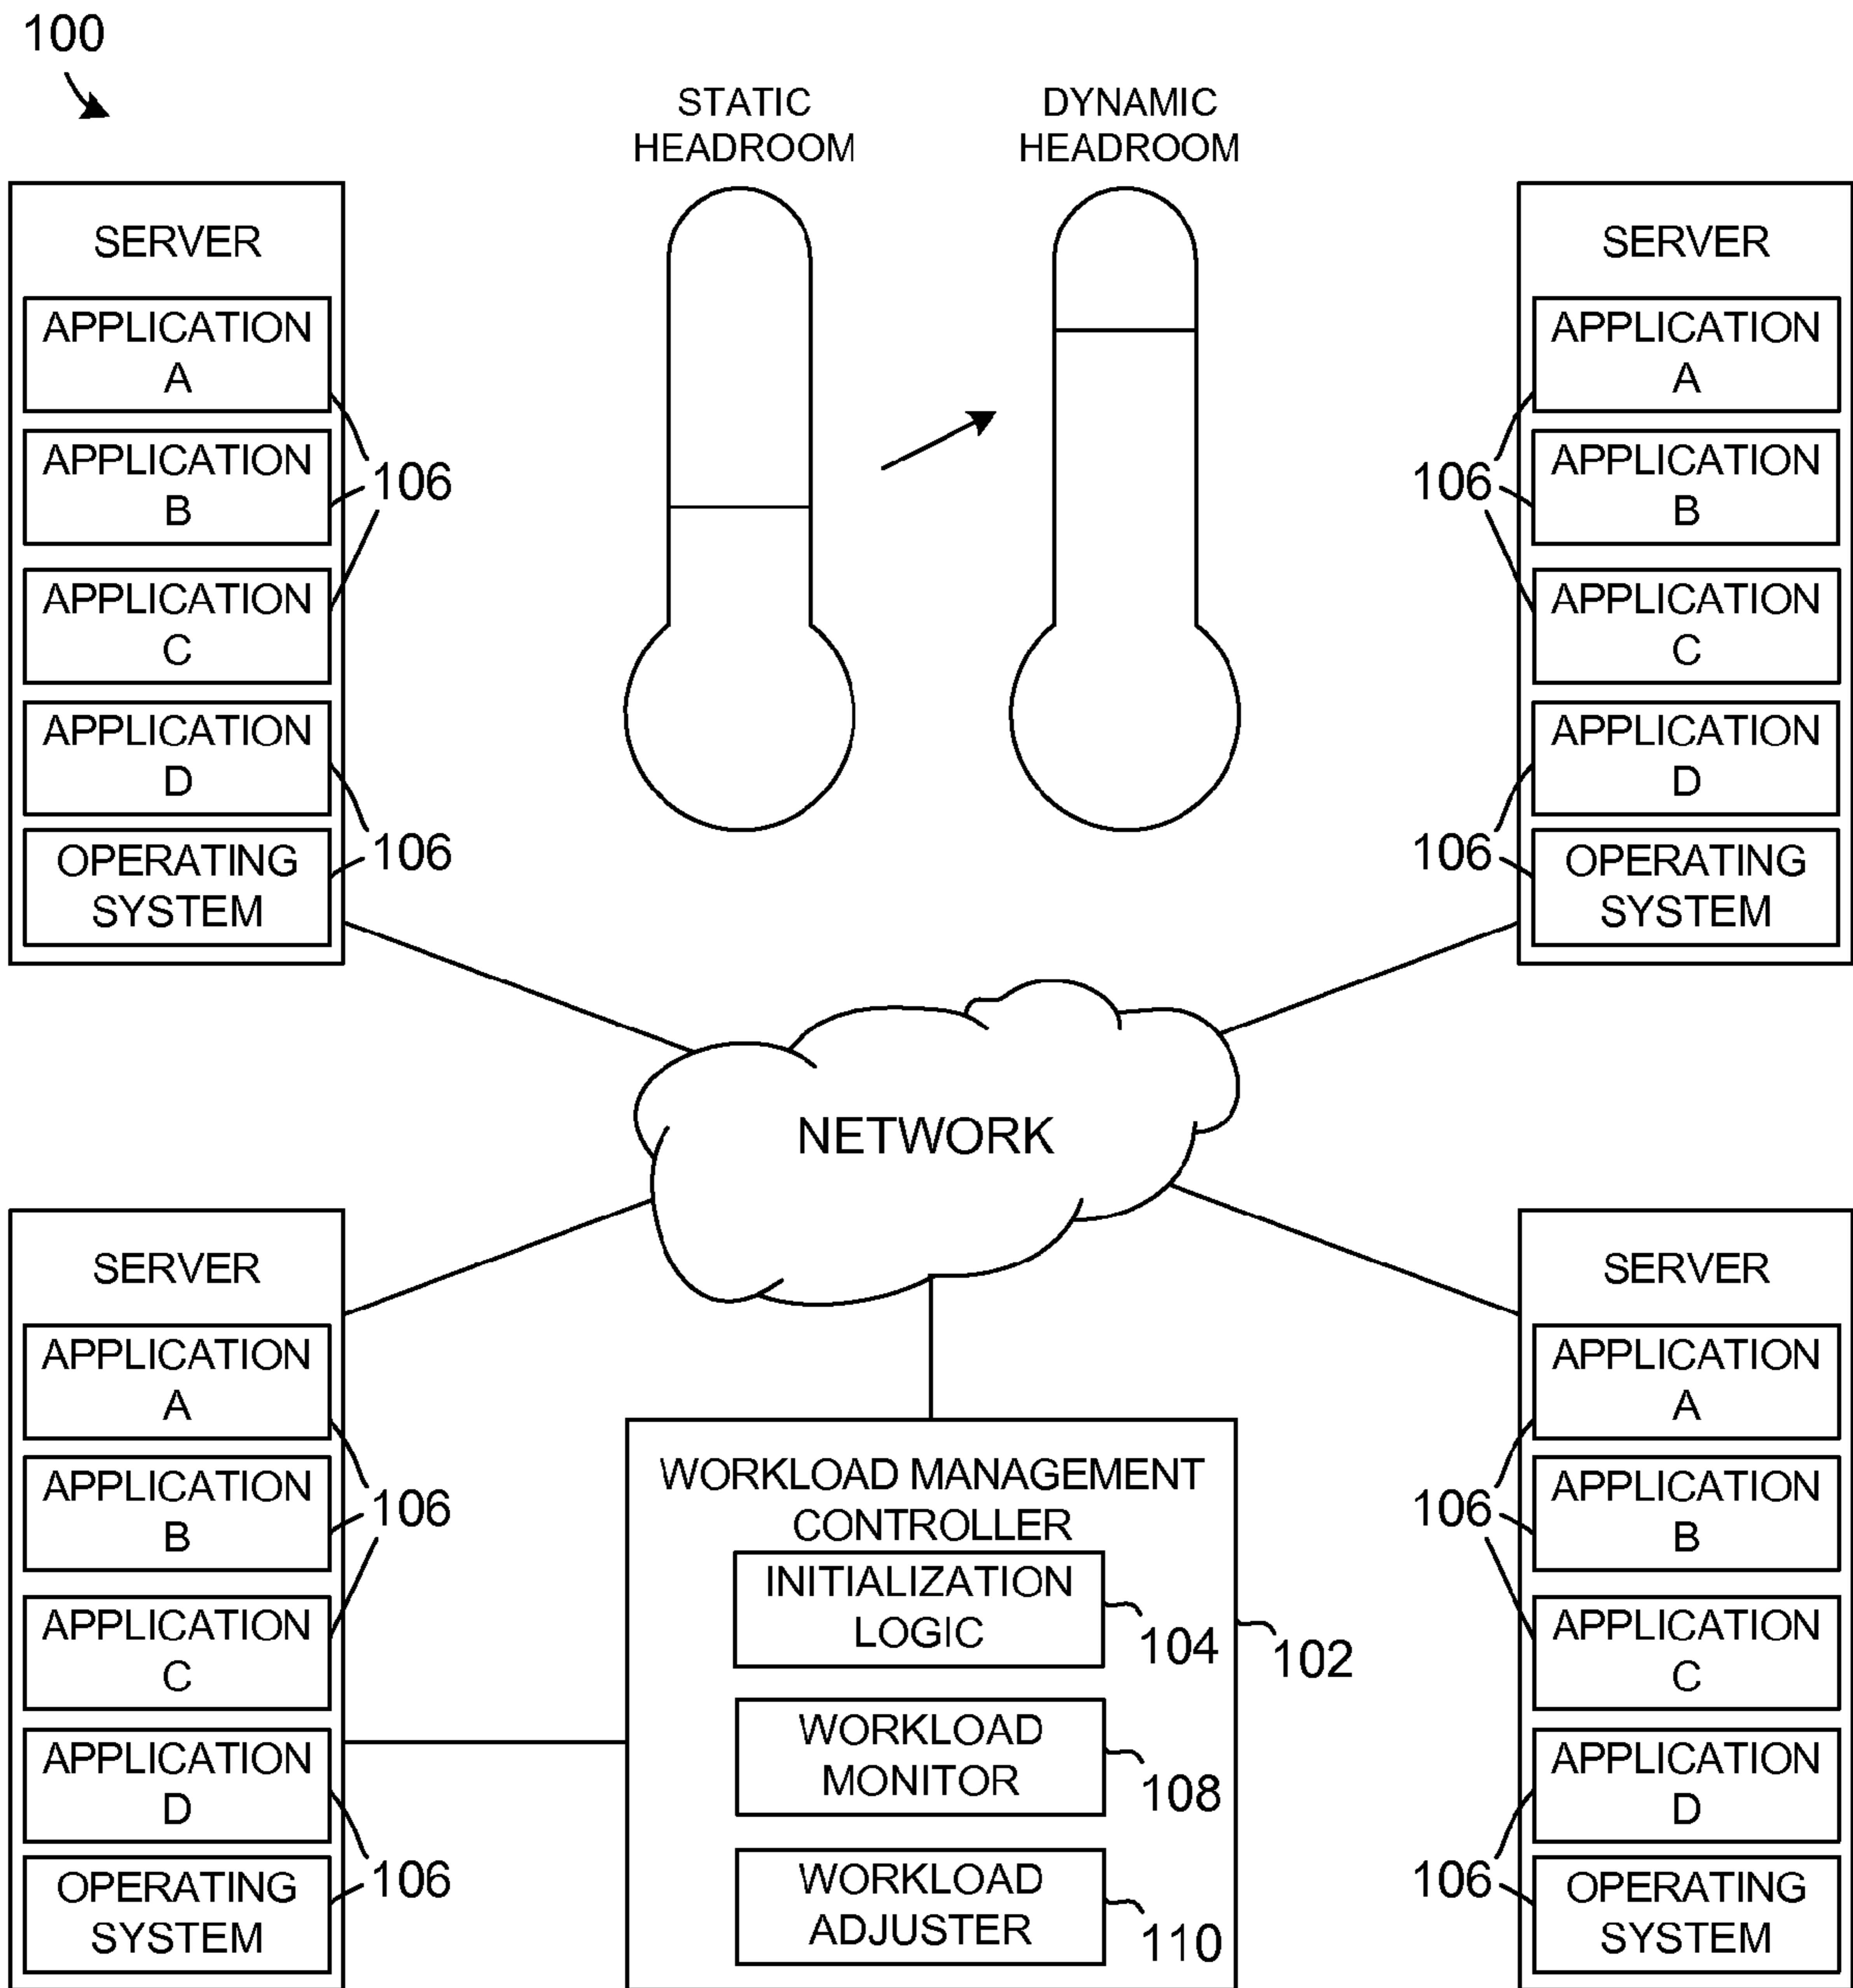 100
STATIC
HEADROOM
DYNAMIC
HEADROOM
SERVER
APPLICATION
A
APPLICATION
B
APPLICATION
C
APPLICATION
D
OPERATING
SYSTEM
106
106
SERVER
APPLICATION
A
APPLICATION
B
APPLICATION
C
APPLICATION
D
OPERATING
SYSTEM
106
106
NETWORK
SERVER
APPLICATION
A
APPLICATION
B
APPLICATION
C
APPLICATION
D
OPERATING
SYSTEM
106
106
WORKLOAD MANAGEMENT
CONTROLLER
INITIALIZATION
LOGIC
104
102
WORKLOAD
MONITOR
108
WORKLOAD
ADJUSTER
110
SERVER
APPLICATION
A
APPLICATION
B
APPLICATION
C
APPLICATION
D
OPERATING
SYSTEM
106
106